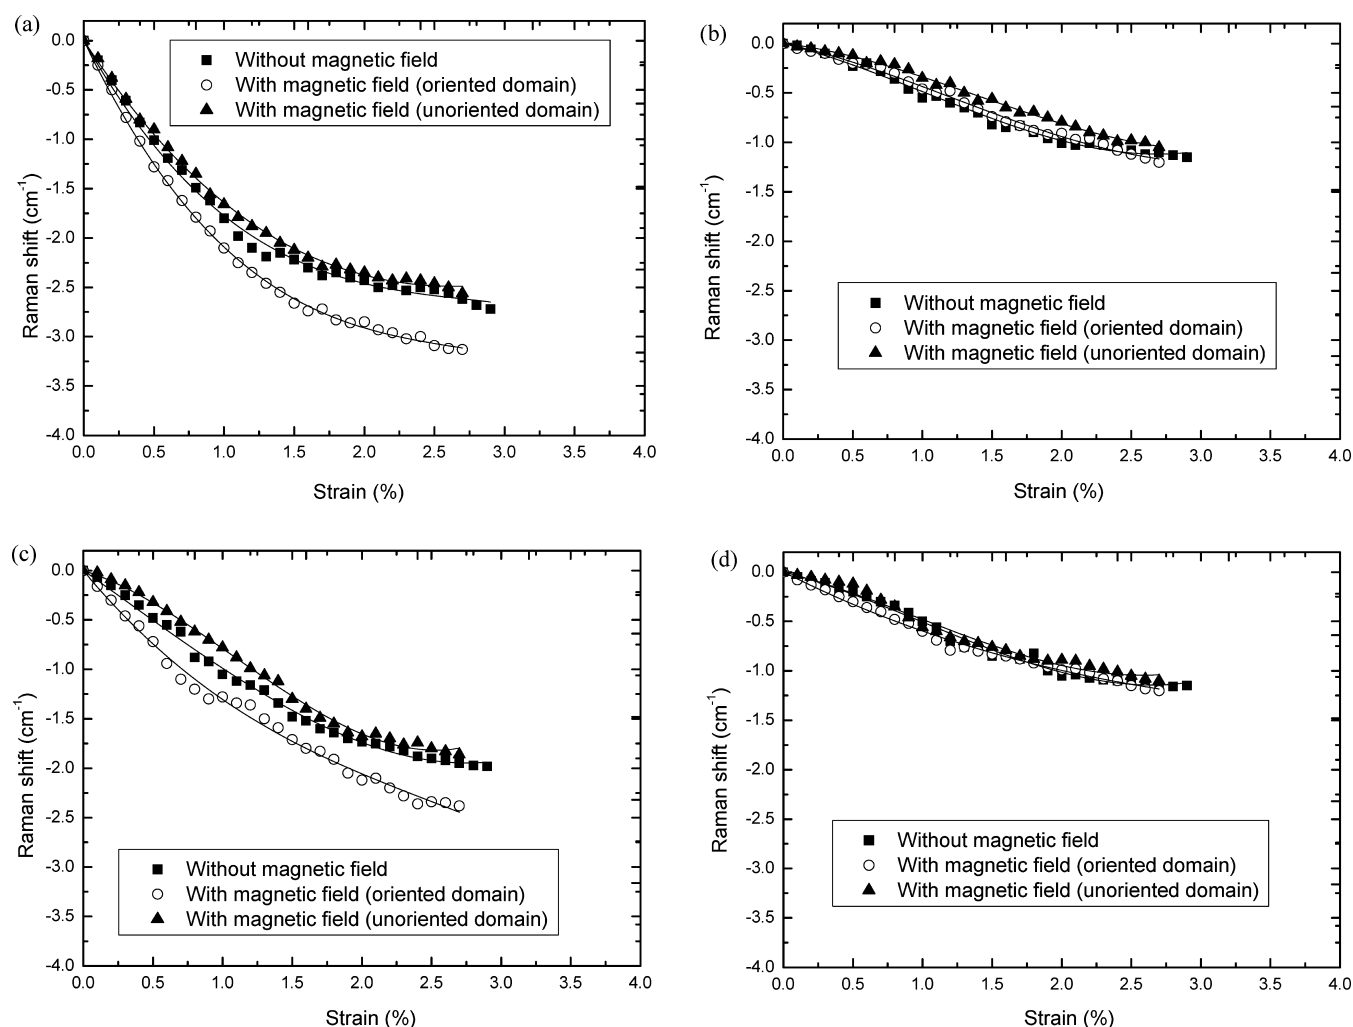 (a)
0.0
-0.5
-1.0
-1.5
-2.0
-2.5
-3.0
-3.5
-4.0
Raman shift (cm-1)
Without magnetic field
With magnetic field (oriented domain)
With magnetic field (unoriented domain)
0.0 0.5 1.0 1.5 2.0 2.5 3.0 3.5 4.0
Strain (%)
(b)
0.0
-0.5
-1.0
-1.5
-2.0
-2.5
-3.0
-3.5
-4.0
Raman shift (cm-1)
Without magnetic field
With magnetic field (oriented domain)
With magnetic field (unoriented domain)
0.0 0.5 1.0 1.5 2.0 2.5 3.0 3.5 4.0
Strain (%)
(c)
0.0
-0.5
-1.0
-1.5
-2.0
-2.5
-3.0
-3.5
-4.0
Raman shift (cm-1)
Without magnetic field
With magnetic field (oriented domain)
With magnetic field (unoriented domain)
0.0 0.5 1.0 1.5 2.0 2.5 3.0 3.5 4.0
Strain (%)
(d)
0.0
-0.5
-1.0
-1.5
-2.0
-2.5
-3.0
-3.5
-4.0
Raman shift (cm-1)
Without magnetic field
With magnetic field (oriented domain)
With magnetic field (unoriented domain)
0.0 0.5 1.0 1.5 2.0 2.5 3.0 3.5 4.0
Strain (%)